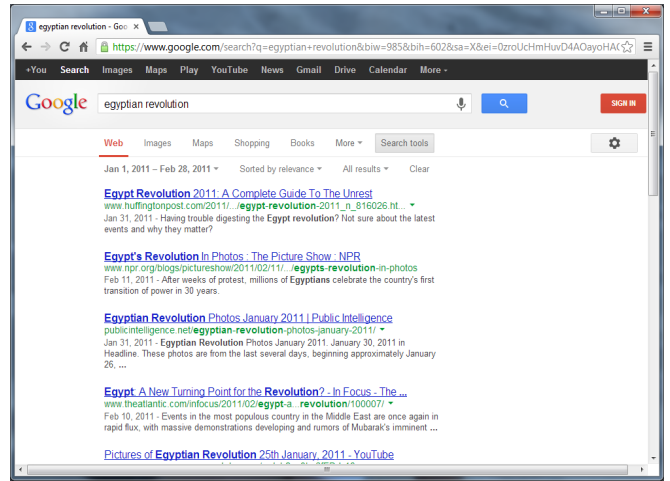 egyptian revolution - Goo
https://www.google.com/search?q=egyptian+revolution&biw=985&bih=602&sa=X&ei=0zroUcHmHuvD4AOayoHA
+You Search Images Maps Play YouTube News Gmail Drive Calendar More
Google egyptian revolution SIGN IN
Web Images Maps Shopping Books More Search tools
Jan 1, 2011 – Feb 28, 2011 Sorted by relevance All results Clear
Egypt Revolution 2011: A Complete Guide To The Unrest
www.huffingtonpost.com/2011/.../egypt-revolution-2011_n_816026.ht...
Jan 31, 2011 - Having trouble digesting the Egypt revolution? Not sure about the latest
events and why they matter?
Egypt's Revolution In Photos : The Picture Show : NPR
www.npr.org/blogs/pictureshow/2011/02/11/.../egypts-revolution-in-photos
Feb 11, 2011 - After weeks of protest, millions of Egyptians celebrate the country's first
transition of power in 30 years.
Egyptian Revolution Photos January 2011 | Public Intelligence
publicintelligence.net/egyptian-revolution-photos-january-2011/
Jan 31, 2011 - Egyptian Revolution Photos January 2011. January 30, 2011 in
Headline. These photos are from the last several days, beginning approximately January
26, ...
Egypt: A New Turning Point for the Revolution? - In Focus - The ...
www.theatlantic.com/infocus/2011/02/egypt-a...revolution/100007/
Feb 10, 2011 - Events in the most populous country in the Middle East are once again in
rapid flux, with massive demonstrations developing and rumors of Mubarak's imminent ...
Pictures of Egyptian Revolution 25th January, 2011 - YouTube